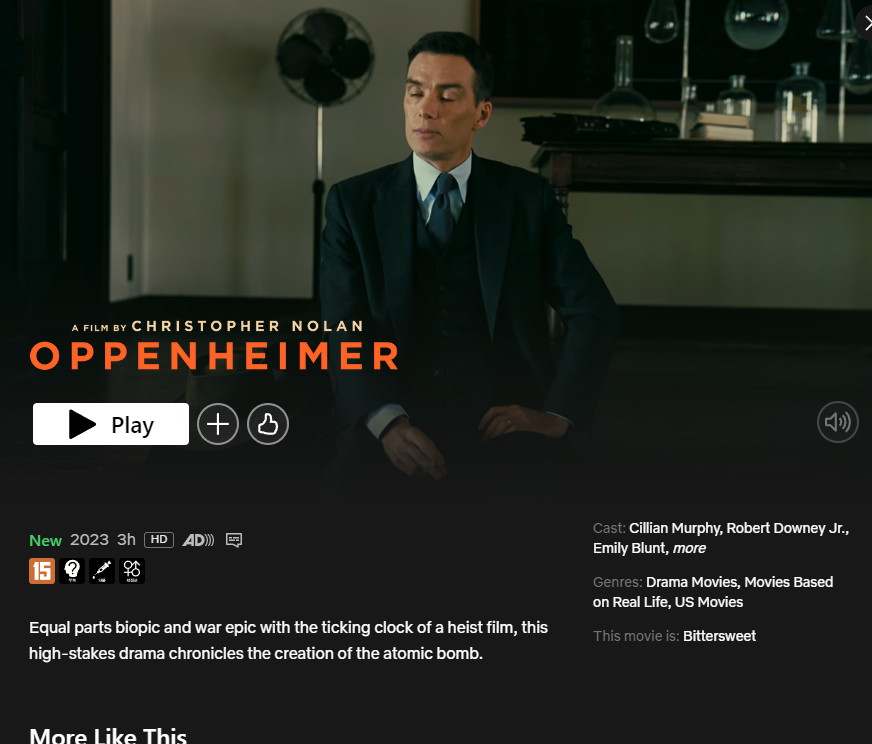 A FILM BY CHRISTOPHER NOLAN
OPPENHEIMER
Play
New 2023 3h HD AD
15
Equal parts biopic and war epic with the ticking clock of a heist film, this
high-stakes drama chronicles the creation of the atomic bomb.
Cast: Cillian Murphy, Robert Downey Jr.,
Emily Blunt, more
Genres: Drama Movies, Movies Based
on Real Life, US Movies
This movie is: Bittersweet
More Like This